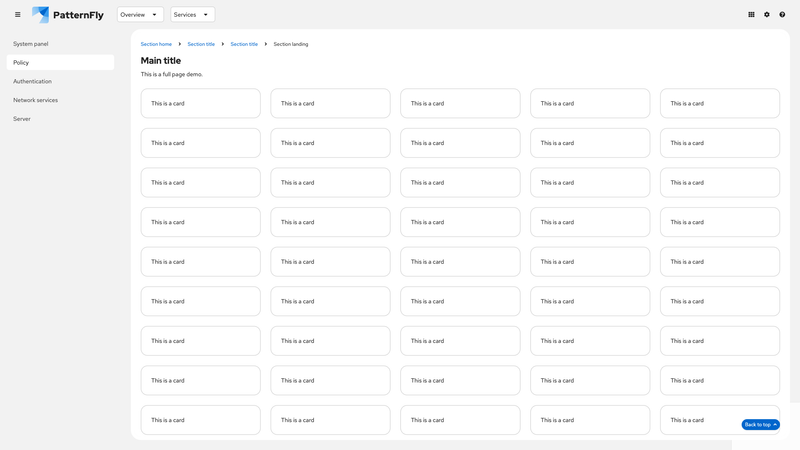 PatternFly
Overview
Services
System panel
Policy
Authentication
Network services
Server
Section home > Section title > Section title > Section landing
Main title
This is a full page demo.
This is a card This is a card This is a card This is a card This is a card
This is a card This is a card This is a card This is a card This is a card
This is a card This is a card This is a card This is a card This is a card
This is a card This is a card This is a card This is a card This is a card
This is a card This is a card This is a card This is a card This is a card
This is a card This is a card This is a card This is a card This is a card
This is a card This is a card This is a card This is a card This is a card
This is a card This is a card This is a card This is a card This is a card
This is a card This is a card This is a card This is a card This is a card
Back to top